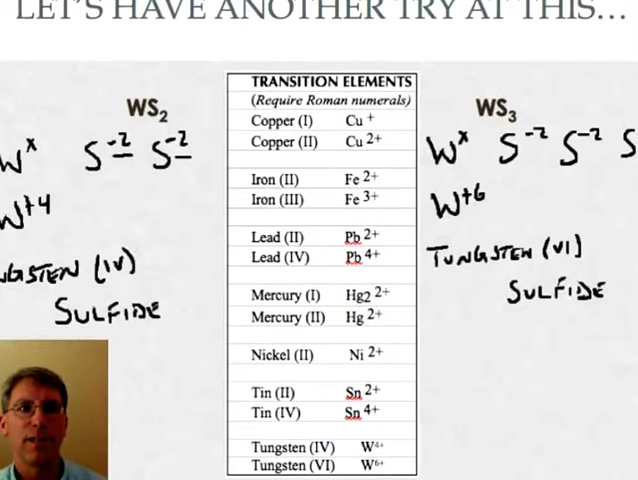 LET'S HAVE ANOTHER TRY AT THIS...
WS2
W^x S^-2 S^-2
W^+4
NGSTEN (IV)
SULFIDE
TRANSITION ELEMENTS
(Require Roman numerals)
Copper (I) Cu +
Copper (II) Cu 2+
Iron (II) Fe 2+
Iron (III) Fe 3+
Lead (II) Pb 2+
Lead (IV) Pb 4+
Mercury (I) Hg2 2+
Mercury (II) Hg 2+
Nickel (II) Ni 2+
Tin (II) Sn 2+
Tin (IV) Sn 4+
Tungsten (IV) W4+
Tungsten (VI) W6+
WS3
W^x S^-2 S^-2 S
W^+6
TUNGSTEN (VI)
SULFIDE